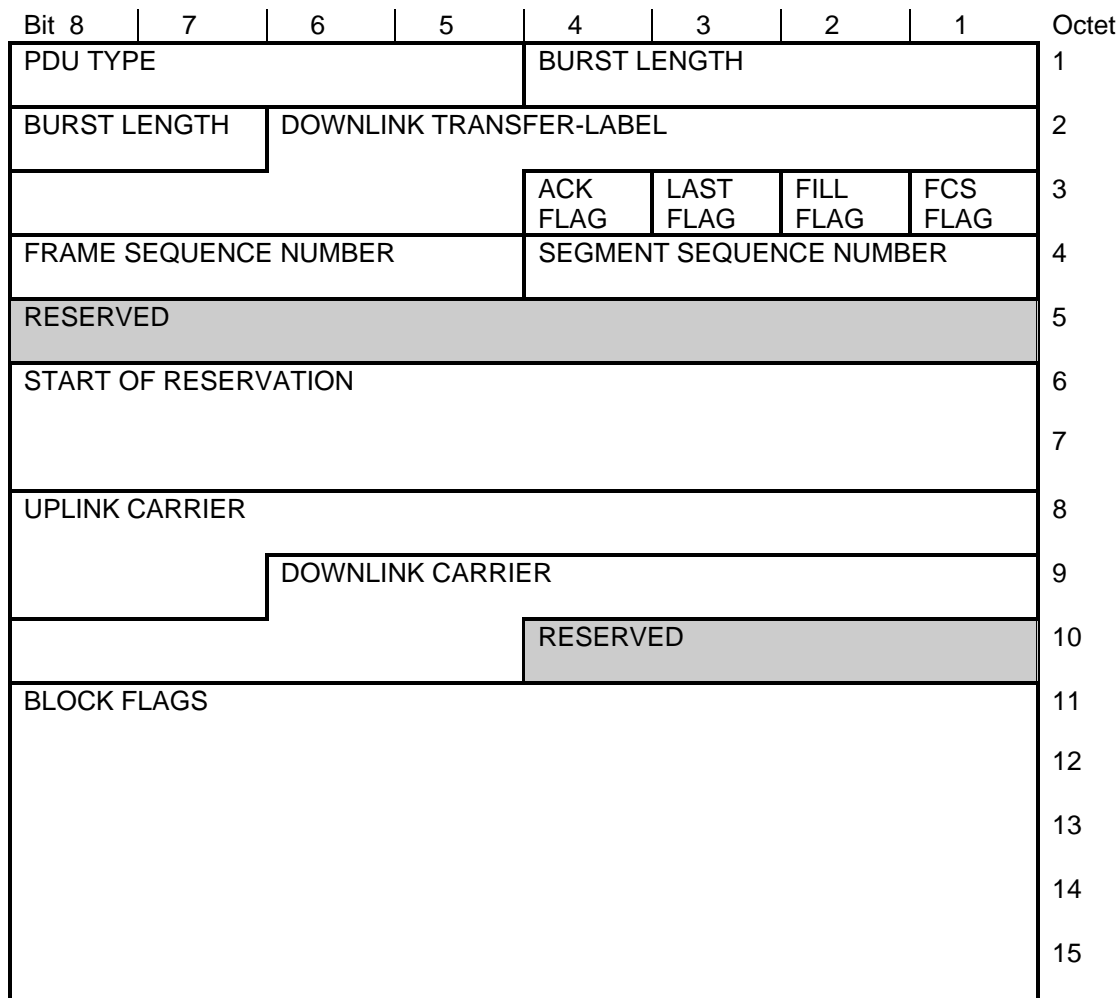 Bit 8 7 6 5 4 3 2 1 Octet
PDU TYPE BURST LENGTH 1
BURST LENGTH DOWNLINK TRANSFER-LABEL 2
ACK FLAG LAST FLAG FILL FLAG FCS FLAG 3
FRAME SEQUENCE NUMBER SEGMENT SEQUENCE NUMBER 4
RESERVED 5
START OF RESERVATION 6
7
UPLINK CARRIER 8
DOWNLINK CARRIER 9
RESERVED 10
BLOCK FLAGS 11
12
13
14
15